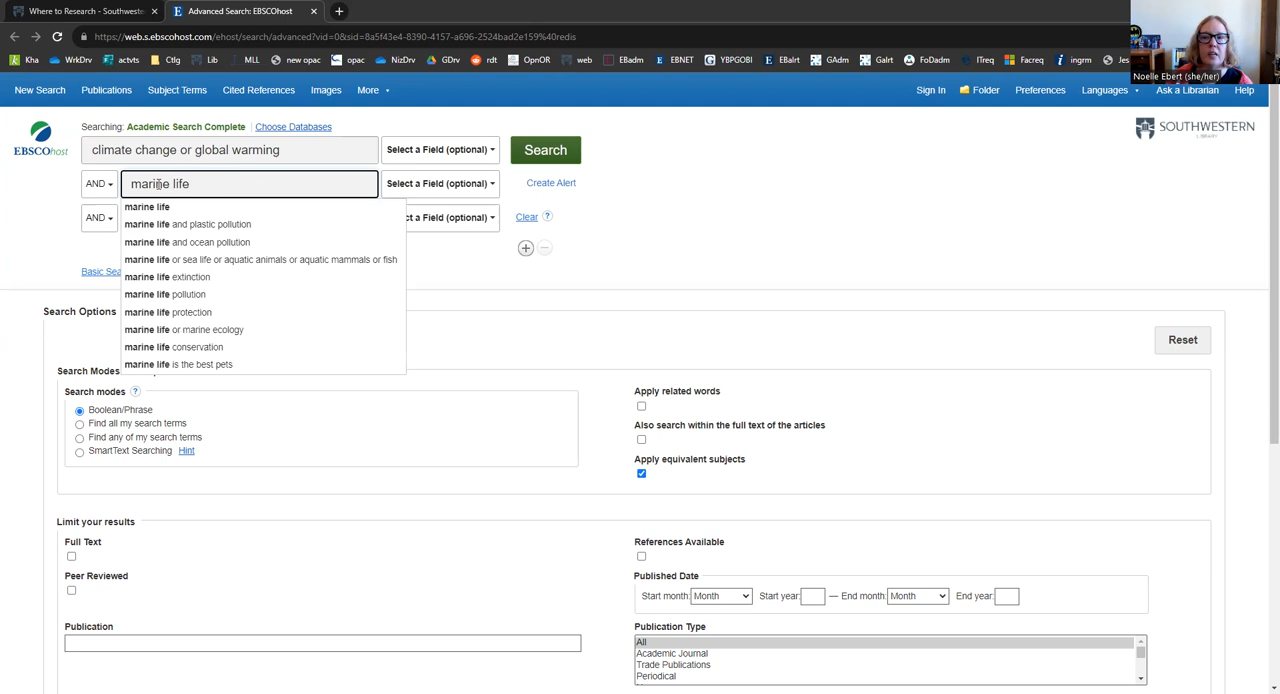 Where to Research - Southwester
Advanced Search: EBSCOhost
https://web.s.ebscohost.com/ehost/search/advanced?vid=0&sid=8a5f43e4-8390-4157-a696-2524bad2e159%40redis
Kha WrkDrv actvts Ctlg Lib MLL new opac opac NizDrv GDrv rdt OpnOR web EBadm EBNET YBPGOBI EBalrt GAdm Galrt FoDadm ITreq Facreq ingrm Jes
Noelle Ebert (she/her)
New Search Publications Subject Terms Cited References Images More Sign In Folder Preferences Languages Ask a Librarian Help
Searching: Academic Search Complete Choose Databases
EBSCOhost
SOUTHWESTERN
LIBRARY
climate change or global warming Select a Field (optional) Search
AND marine life Select a Field (optional) Create Alert
marine life
AND ct a Field (optional) Clear ?
marine life and plastic pollution
marine life and ocean pollution
marine life or sea life or aquatic animals or aquatic mammals or fish
Basic Sea
marine life extinction
marine life pollution
marine life protection
marine life or marine ecology
marine life conservation
marine life is the best pets
Search Options
Reset
Search Modes
Search modes ?
Boolean/Phrase
Find all my search terms
Find any of my search terms
SmartText Searching Hint
Apply related words
Also search within the full text of the articles
Apply equivalent subjects
Limit your results
Full Text
References Available
Peer Reviewed
Published Date
Start month: Month Start year: — End month: Month End year:
Publication
Publication Type
All
Academic Journal
Trade Publications
Periodical